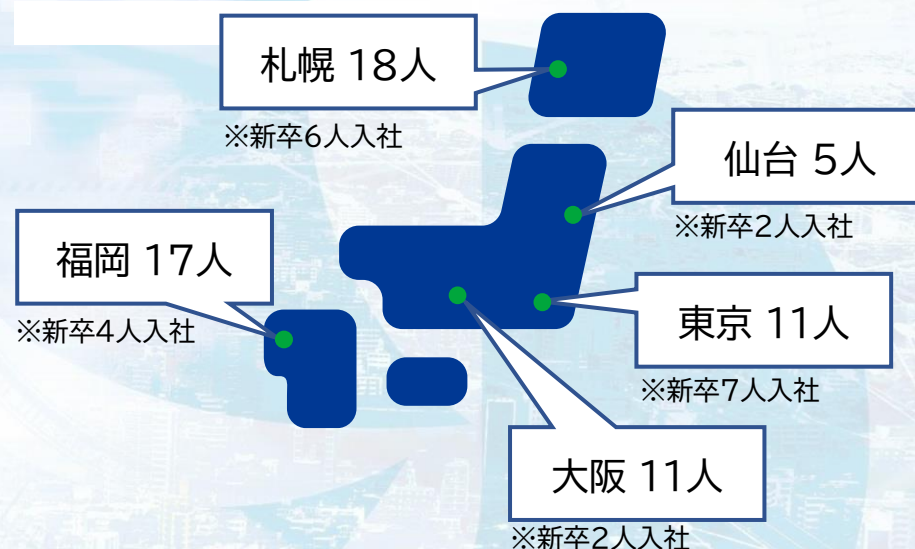 札幌 18人
※新卒6人入社
仙台 5人
※新卒2人入社
福岡 17人
※新卒4人入社
東京 11人
※新卒7人入社
大阪 11人
※新卒2人入社